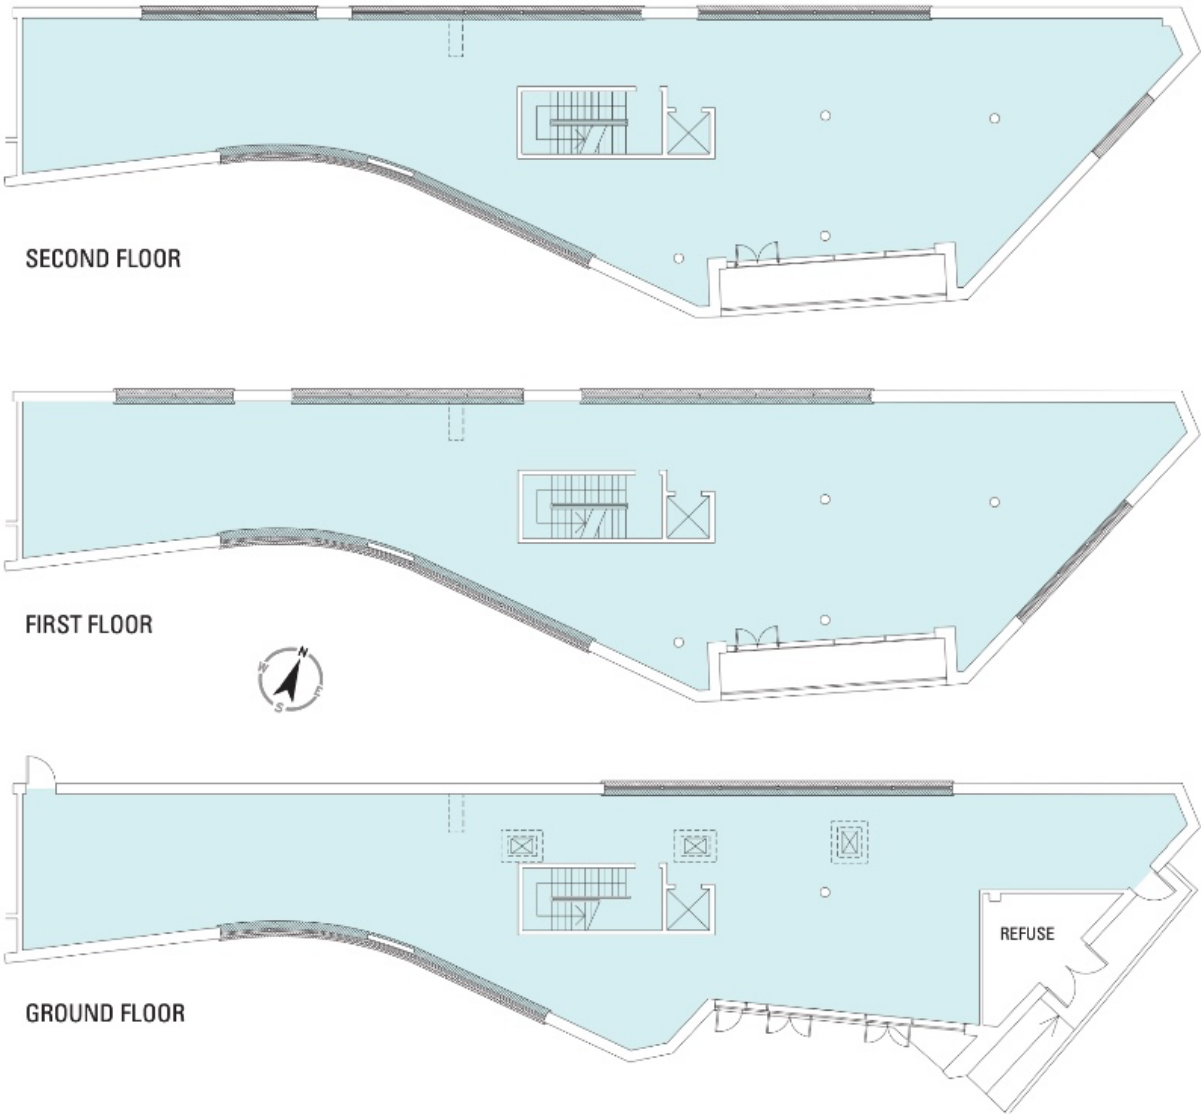 SECOND FLOOR
FIRST FLOOR
N
W
E
S
GROUND FLOOR
REFUSE